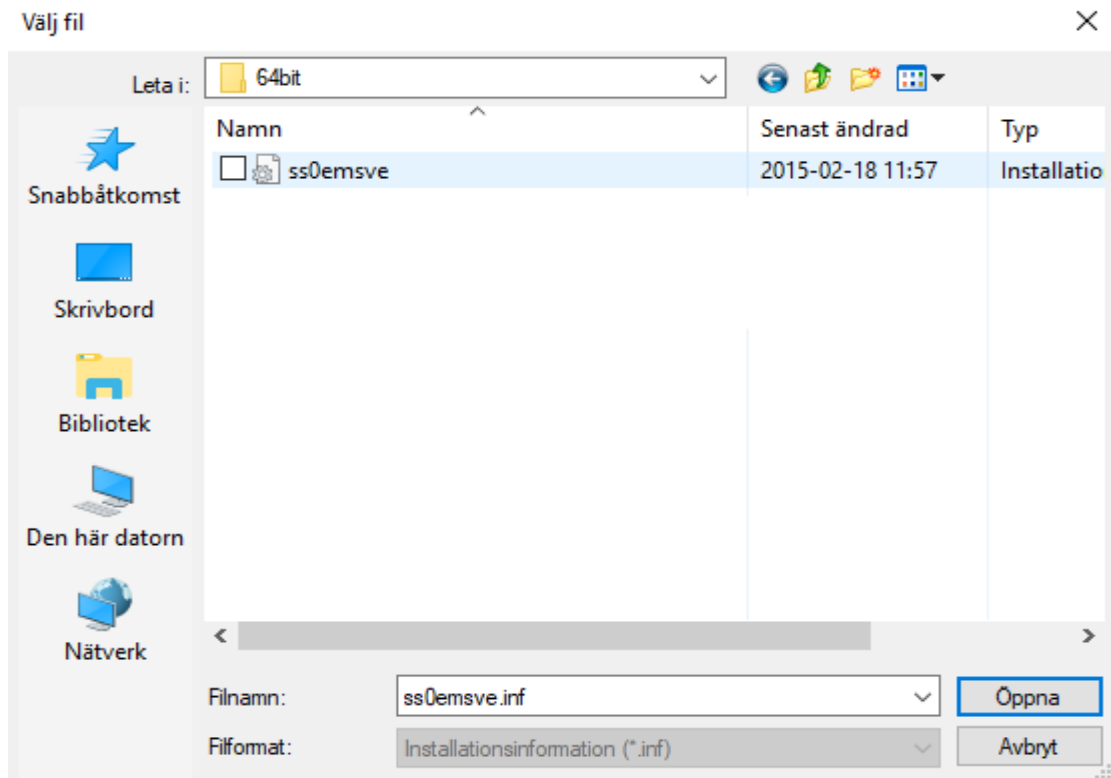 Välj fil
Leta i: 64bit
Namn Senast ändrad Typ
ss0emsve 2015-02-18 11:57 Installatio
Snabbåtkomst
Skrivbord
Bibliotek
Den här datorn
Nätverk
Filnamn: ss0emsve.inf Öppna
Filformat: Installationsinformation (*.inf) Avbryt